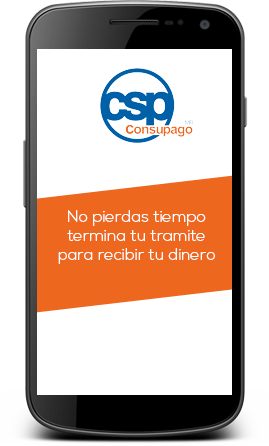 csp
Consupago
No pierdas tiempo
termina tu tramite
para recibir tu dinero